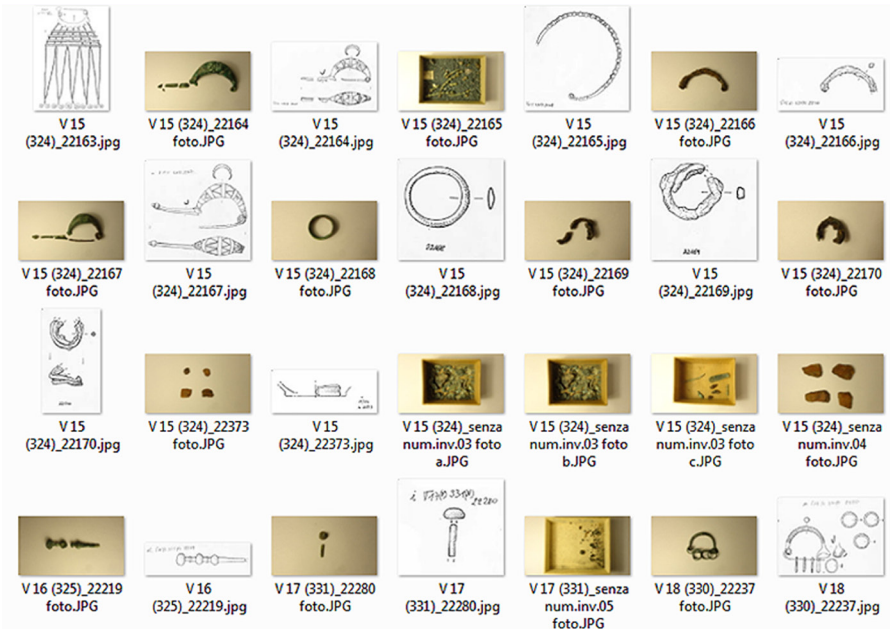 V 15
(324)_22163.jpg
V 15 (324)_22164
foto.JPG
V 15
(324)_22164.jpg
V 15 (324)_22165
foto.JPG
V 15
(324)_22165.jpg
V 15 (324)_22166
foto.JPG
V 15
(324)_22166.jpg
V 15 (324)_22167
foto.JPG
V 15
(324)_22167.jpg
V 15 (324)_22168
foto.JPG
22168
V 15
(324)_22168.jpg
V 15 (324)_22169
foto.JPG
22169
V 15
(324)_22169.jpg
V 15 (324)_22170
foto.JPG
V 15
(324)_22170.jpg
V 15 (324)_22373
foto.JPG
V 15
(324)_22373.jpg
V 15 (324)_senza
num.inv.03 foto
a.JPG
V 15 (324)_senza
num.inv.03 foto
b.JPG
V 15 (324)_senza
num.inv.03 foto
c.JPG
V 15 (324)_senza
num.inv.04
foto.JPG
V 16 (325)_22219
foto.JPG
V 16
(325)_22219.jpg
V 17 (331)_22280
foto.JPG
22280
V 17
(331)_22280.jpg
V 17 (331)_senza
num.inv.05
foto.JPG
V 18 (330)_22237
foto.JPG
V 18
(330)_22237.jpg